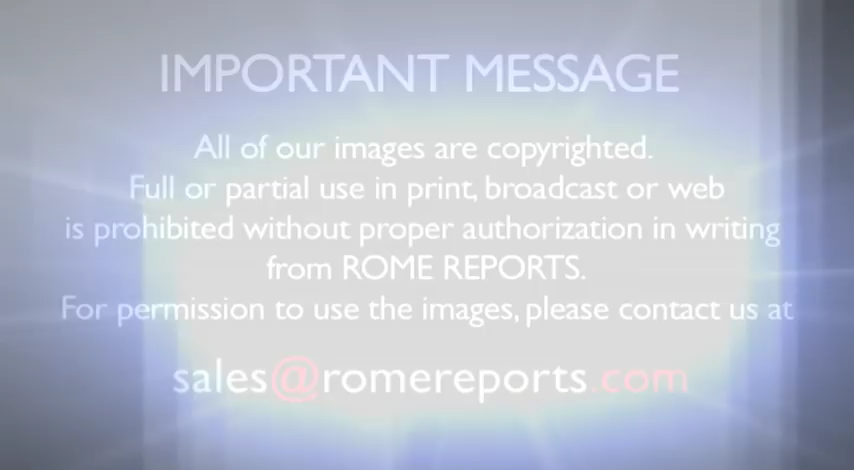 IMPORTANT MESSAGE
All of our images are copyrighted.
Full or partial use in print, broadcast or web
is prohibited without proper authorization in writing
from ROME REPORTS.
For permission to use the images, please contact us at
sales@romereports.com